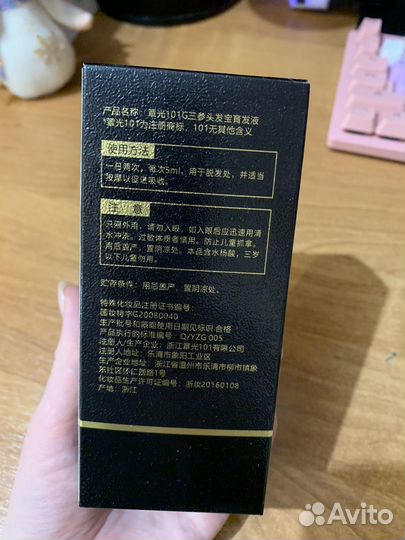 产品名称：章光101G三参头发宝育发液
*章光101为注册商标，101无其他含义
使用方法
一日两次，每次5ml，用于脱发处，并适当
按摩以促进吸收。
注 意
只限外用，请勿入眼，如入眼后应迅速用清
水冲洗，过敏体质者慎用。防止儿童抓拿。
用后盖严，置阴凉处。本品含水杨酸，三岁
以下儿童勿用。
贮存条件：用后盖严，置阴凉处。
特殊化妆品注册证书编号：
国妆特字G20080040
生产批号和限期使用日期见标识 合格
产品执行的标准编号：Q/YZG 005
注册人/生产企业：浙江章光101有限公司
注册人地址：乐清市象阳工业区
生产企业地址：浙江省温州市乐清市柳市镇象
东社区怀仁西路1号
化妆品生产许可证编号：浙妆20160108
产地：浙江
Avito